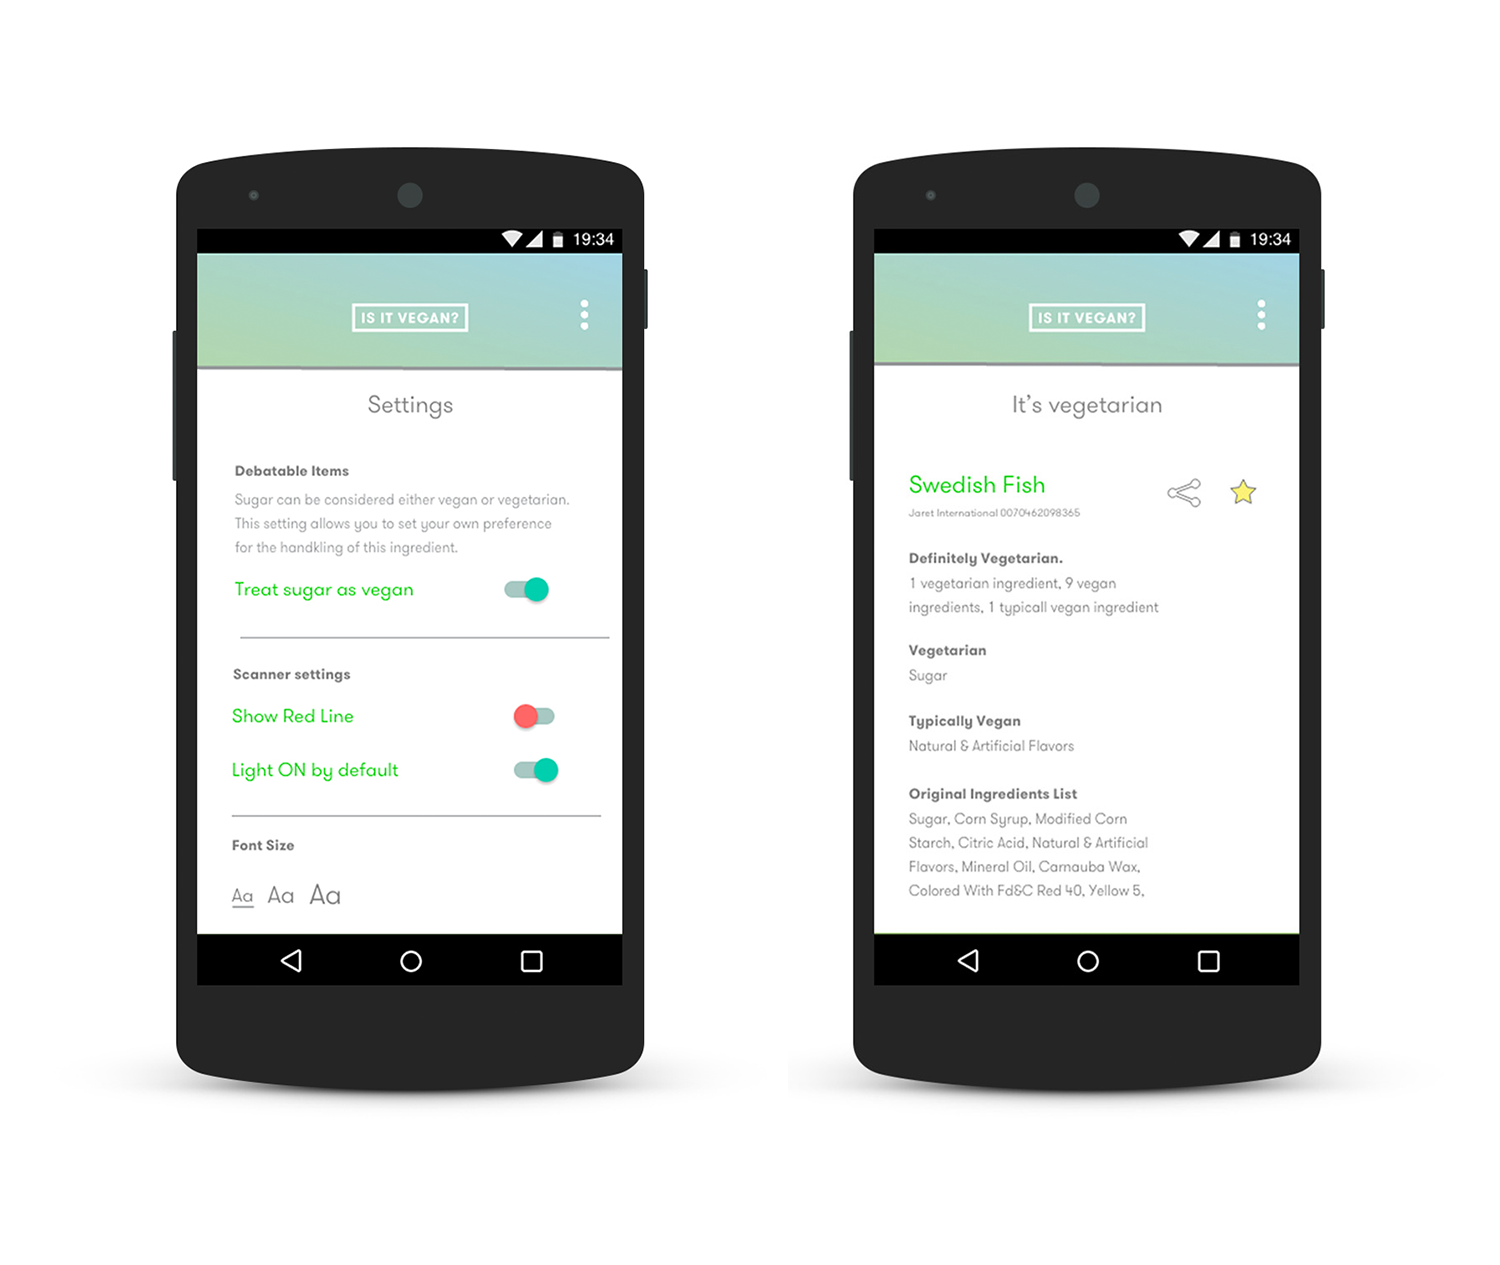 19:34
IS IT VEGAN?
Settings
Debatable Items
Sugar can be considered either vegan or vegetarian.
This setting allows you to set your own preference
for the handkling of this ingredient.
Treat sugar as vegan
Scanner settings
Show Red Line
Light ON by default
Font Size
Aa Aa Aa
19:34
IS IT VEGAN?
It's vegetarian
Swedish Fish
Jaret International 0070462098365
Definitely Vegetarian.
1 vegetarian ingredient, 9 vegan
ingredients, 1 typicall vegan ingredient
Vegetarian
Sugar
Typically Vegan
Natural & Artificial Flavors
Original Ingredients List
Sugar, Corn Syrup, Modified Corn
Starch, Citric Acid, Natural & Artificial
Flavors, Mineral Oil, Carnauba Wax,
Colored With Fd&C Red 40, Yellow 5,